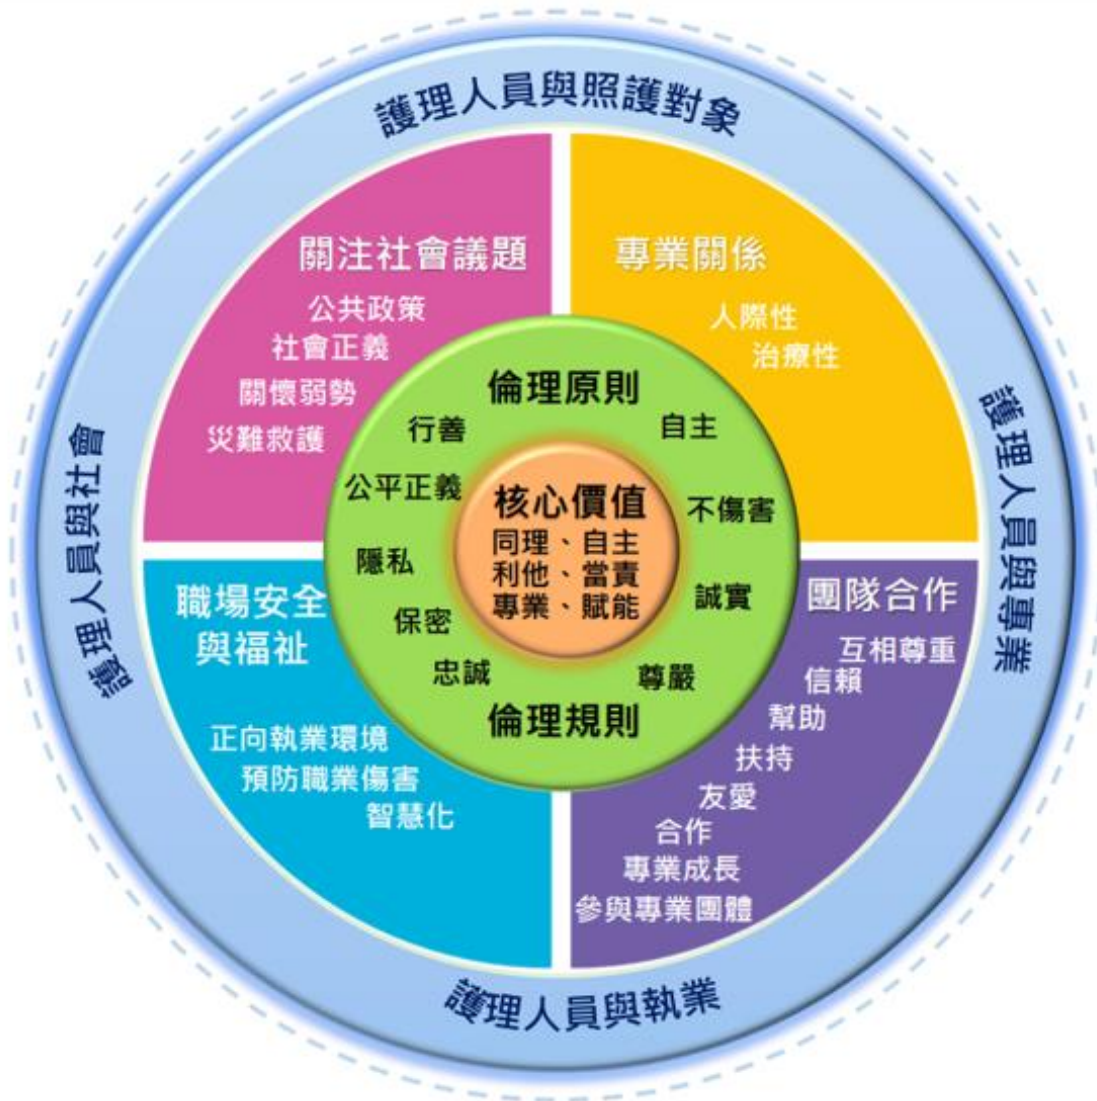 護理人員與照護對象
護理人員與專業
護理人員與執業
護理人員與社會
關注社會議題
公共政策
社會正義
關懷弱勢
災難救護
專業關係
人際性
治療性
團隊合作
互相尊重
信賴
幫助
扶持
友愛
合作
專業成長
參與專業團體
職場安全
與福祉
正向執業環境
預防職業傷害
智慧化
倫理原則
行善
自主
公平正義
不傷害
隱私
誠實
保密
忠誠
尊嚴
倫理規則
核心價值
同理、自主
利他、當責
專業、賦能